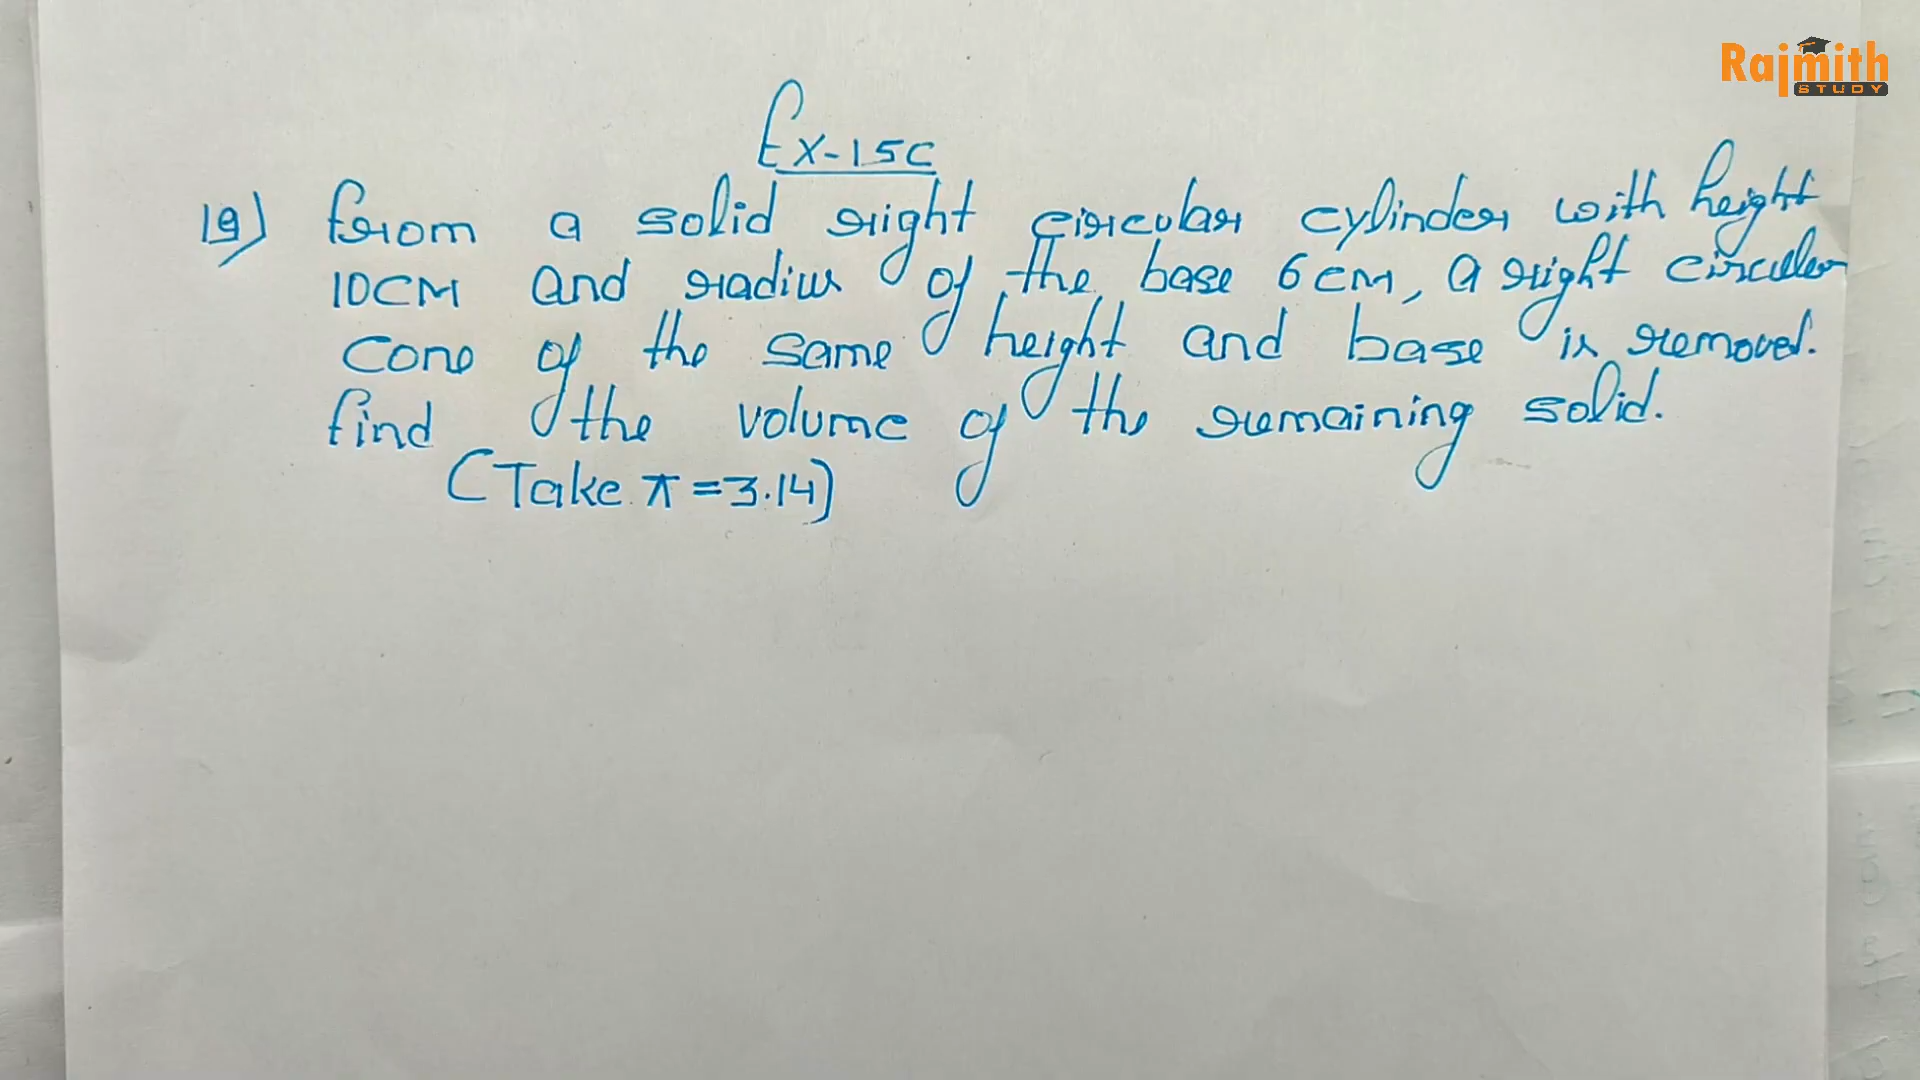 Rajmith
STUDY
Ex-15C
19) from a solid right circular cylinder with height
10CM and radius of the base 6cm, a right circular
cone of the same height and base is removed.
find the volume of the remaining solid.
(Take π=3.14)